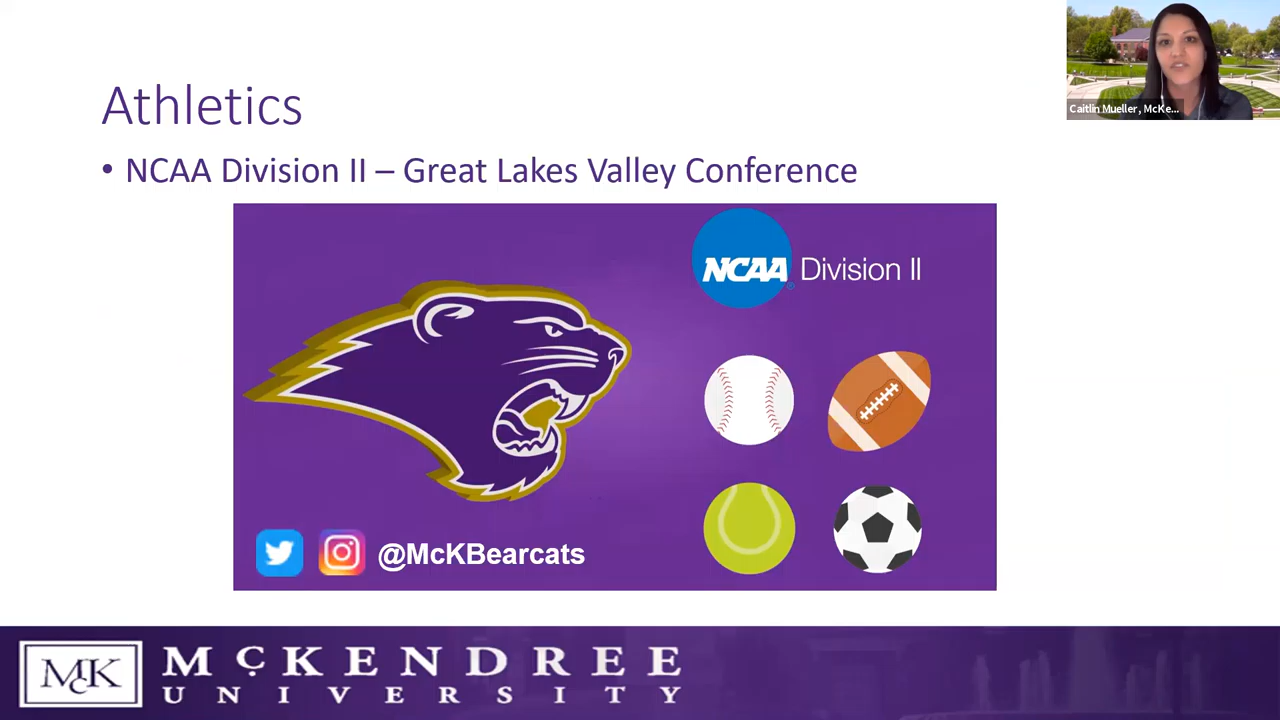 Athletics
• NCAA Division II – Great Lakes Valley Conference
Caitlin Mueller, McKe...
NCAA Division II
@McKBearcats
McK
McKENDREE
UNIVERSITY